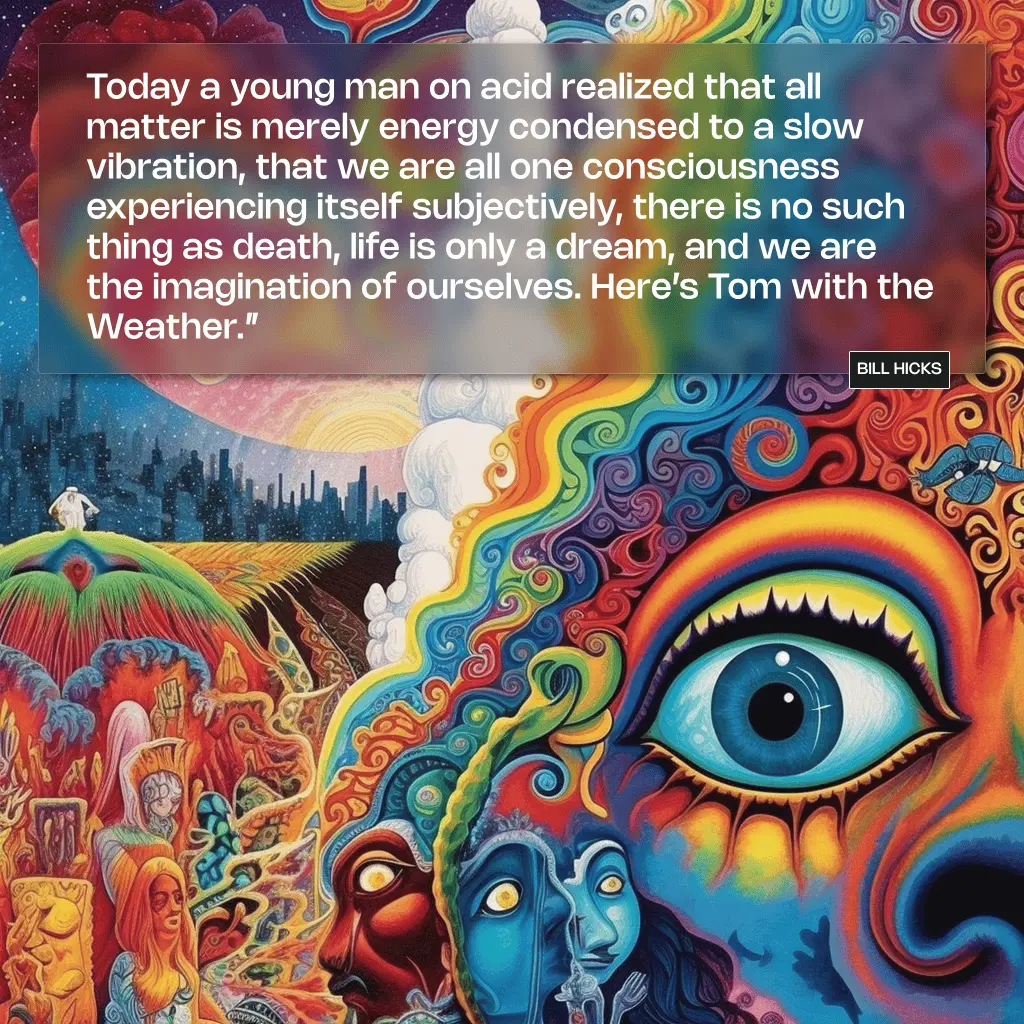 Today a young man on acid realized that all
matter is merely energy condensed to a slow
vibration, that we are all one consciousness
experiencing itself subjectively, there is no such
thing as death, life is only a dream, and we are
the imagination of ourselves. Here’s Tom with the
Weather.”
BILL HICKS